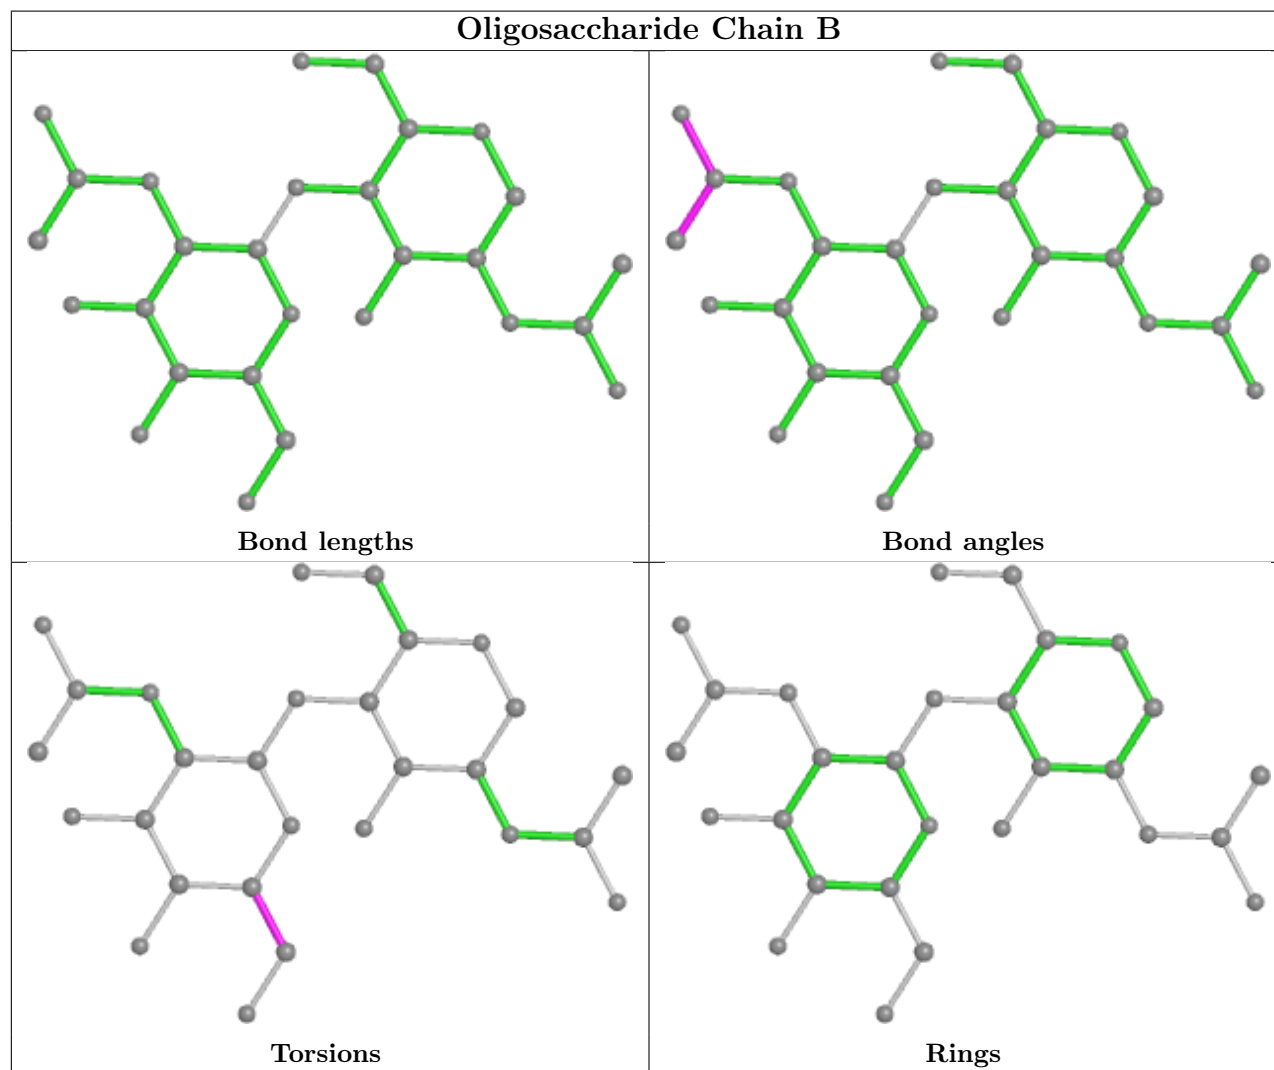 Oligosaccharide Chain B
Bond lengths
Bond angles
Torsions
Rings